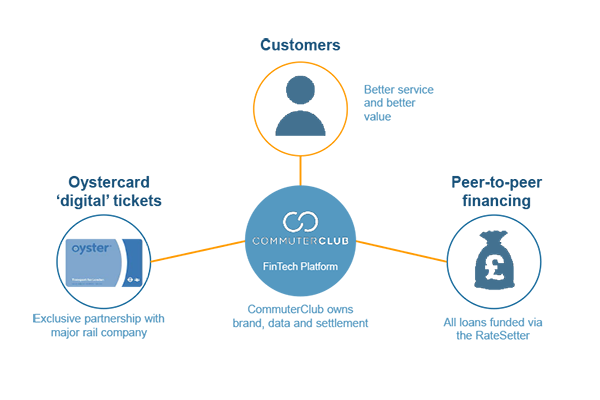 Customers
Better service
and better
value
Oystercard
‘digital’ tickets
Peer-to-peer
financing
oyster
COMMUTERCLUB
FinTech Platform
£
Exclusive partnership with
major rail company
CommuterClub owns
brand, data and settlement
All loans funded via
the RateSetter